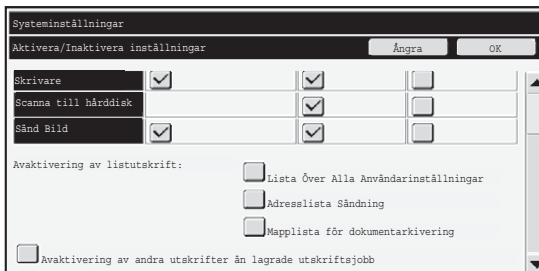 Systeminställningar
Aktivera/Inaktivera inställningar Ångra OK
Skrivare
Scanna till hårddisk
Sänd Bild
Avaktivering av listutskrift:
Lista Över Alla Användarinställningar
Adresslista Sändning
Mapplista för dokumentarkivering
Avaktivering av andra utskrifter än lagrade utskriftsjobb